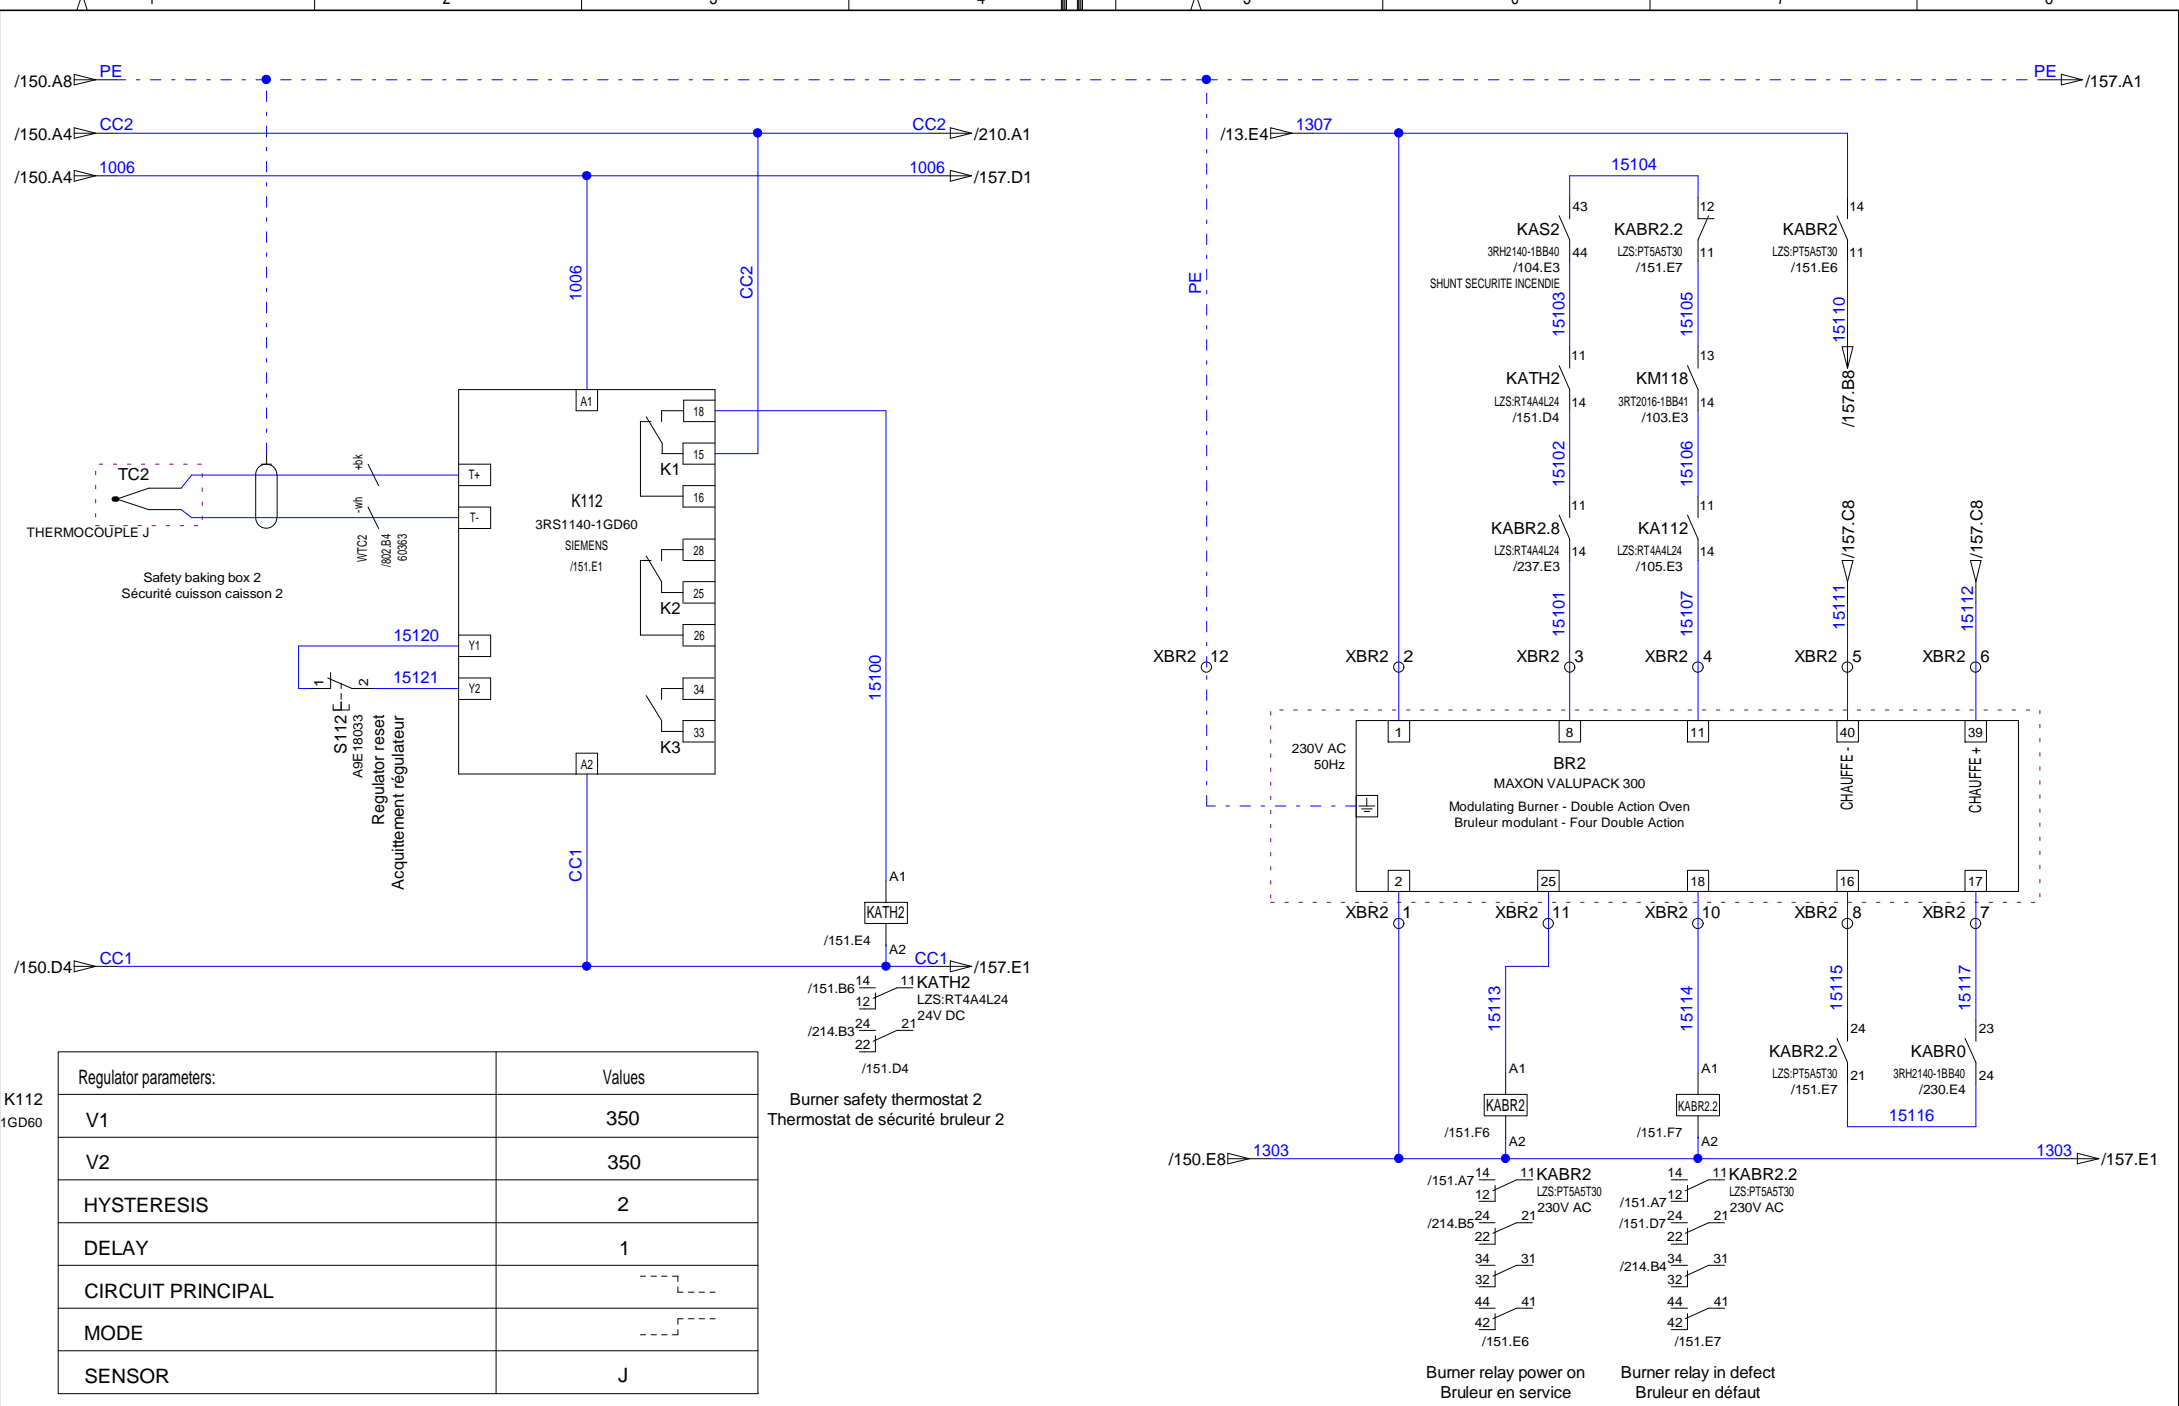 /150.A8 PE PE /157.A1
/150.A4 CC2 CC2 /210.A1
/13.E4 1307
/150.A4 1006 1006 /157.D1
1006
CC2
PE
15104
43
KAS2
3RH2140-1BB40 44
/104.E3
SHUNT SECURITE INCENDIE
12
KABR2.2
LZS:PT5A5T30 11
/151.E7
14
KABR2
LZS:PT5A5T30 11
/151.E6
15103
15105
15110
/157.B8
11
KATH2
LZS:RT4A4L24 14
/151.D4
13
KM118
3RT2016-1BB41 14
/103.E3
15102
15106
11
KABR2.8
LZS:RT4A4L24 14
/237.E3
11
KA112
LZS:RT4A4L24 14
/105.E3
/157.C8
/157.C8
15101
15107
15111
15112
TC2
THERMOCOUPLE J
+bk
-wh
WTC2
/802.B4
60363
Safety baking box 2
Sécurité cuisson caisson 2
A1
T+
T-
K112
3RS1140-1GD60
SIEMENS
/151.E1
18
15
K1
16
28
25
K2
26
34
33
K3
Y1
Y2
A2
15120
15121
1
2
S112
A9E18033
Regulator reset
Acquittement régulateur
15100
CC1
A1
KATH2
/151.E4
A2
/150.D4 CC1 CC1 /157.E1
14 11 KATH2
/151.B6
12 LZS:RT4A4L24
24V DC
24 21
/214.B3
22
/151.D4
Burner safety thermostat 2
Thermostat de sécurité bruleur 2
XBR2 12
XBR2 2
XBR2 3
XBR2 4
XBR2 5
XBR2 6
230V AC
50Hz
1
8
11
40
39
BR2
MAXON VALUPACK 300
Modulating Burner - Double Action Oven
Bruleur modulant - Four Double Action
CHAUFFE -
CHAUFFE +
2
25
18
16
17
XBR2 1
XBR2 11
XBR2 10
XBR2 8
XBR2 7
15113
15114
15115
15117
A1
KABR2
/151.F6
A2
A1
KABR2.2
/151.F7
A2
24
KABR2.2
LZS:PT5A5T30 21
/151.E7
23
KABR0
3RH2140-1BB40 24
/230.E4
15116
/150.E8 1303 1303 /157.E1
14 11 KABR2
/151.A7
12 LZS:PT5A5T30
230V AC
24 21
/214.B5
22
34 31
32
44 41
42
/151.E6
Burner relay power on
Bruleur en service
14 11 KABR2.2
12 LZS:PT5A5T30
/151.A7
230V AC
24 21
/151.D7
22
34 31
/214.B4
32
44 41
42
/151.E7
Burner relay in defect
Bruleur en défaut
K112
1GD60
Regulator parameters: Values
V1 350
V2 350
HYSTERESIS 2
DELAY 1
CIRCUIT PRINCIPAL
MODE
SENSOR J